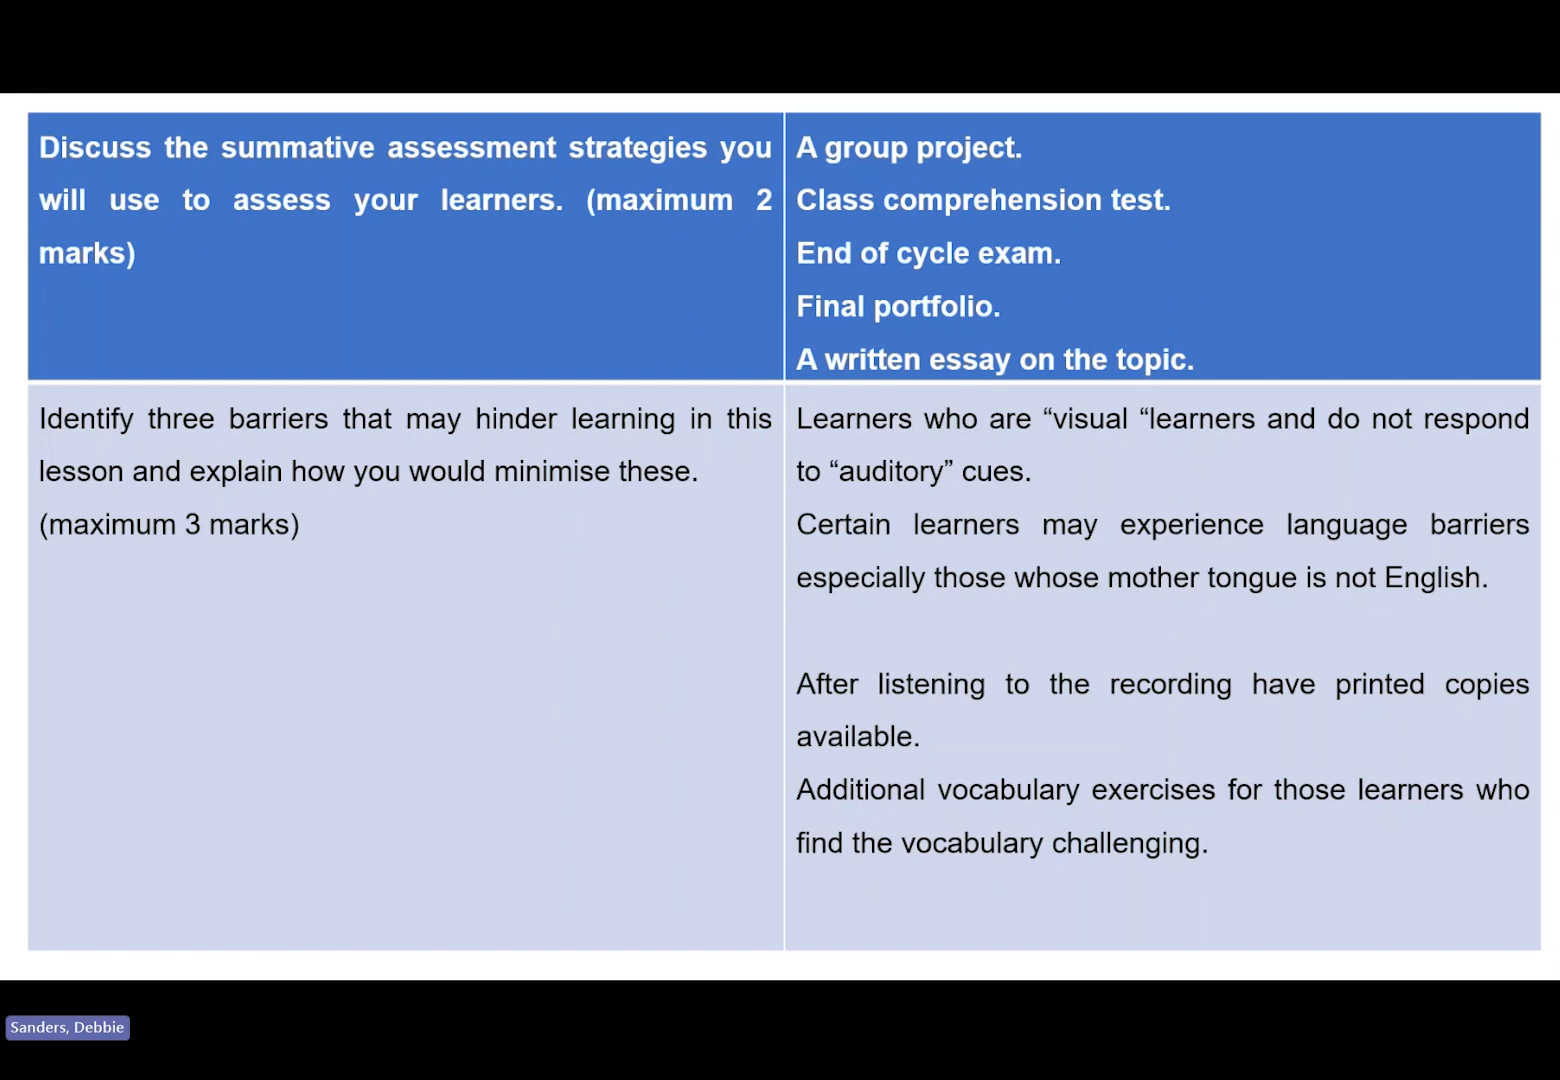 Discuss the summative assessment strategies you
will use to assess your learners. (maximum 2
marks)
A group project.
Class comprehension test.
End of cycle exam.
Final portfolio.
A written essay on the topic.
Identify three barriers that may hinder learning in this
lesson and explain how you would minimise these.
(maximum 3 marks)
Learners who are “visual “learners and do not respond
to “auditory” cues.
Certain learners may experience language barriers
especially those whose mother tongue is not English.
After listening to the recording have printed copies
available.
Additional vocabulary exercises for those learners who
find the vocabulary challenging.
Sanders, Debbie